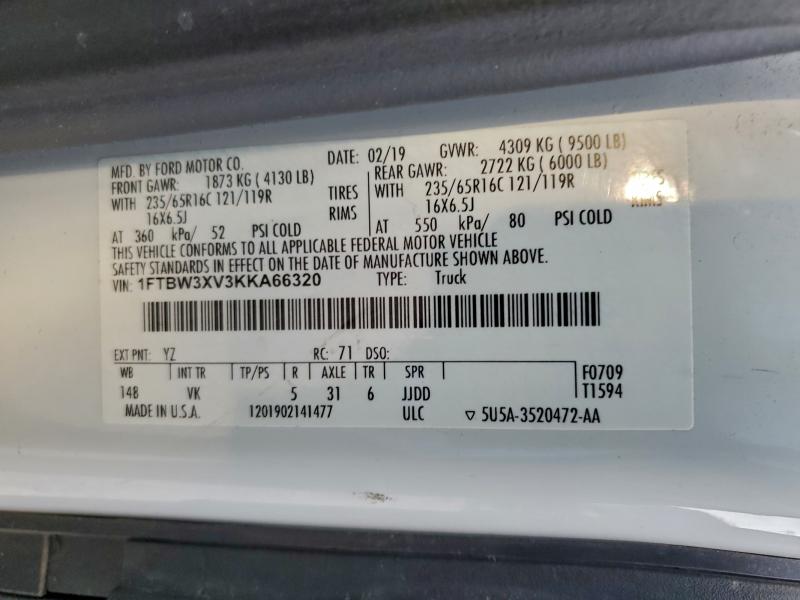 MFD. BY FORD MOTOR CO. DATE: 02/19 GVWR: 4309 KG ( 9500 LB)
FRONT GAWR: 1873 KG ( 4130 LB) REAR GAWR: 2722 KG ( 6000 LB)
WITH 235/65R16C 121/119R TIRES WITH 235/65R16C 121/119R
16X6.5J RIMS 16X6.5J
AT 360 kPa/ 52 PSI COLD AT 550 kPa/ 80 PSI COLD
THIS VEHICLE CONFORMS TO ALL APPLICABLE FEDERAL MOTOR VEHICLE
SAFETY STANDARDS IN EFFECT ON THE DATE OF MANUFACTURE SHOWN ABOVE.
VIN: 1FTBW3XV3KKA66320 TYPE: Truck
EXT PNT: YZ RC: 71 DSO:
WB INT TR TP/PS R AXLE TR SPR F0709
148 VK 5 31 6 JJDD T1594
MADE IN U.S.A. 1201902141477 ULC ▽ 5U5A-3520472-AA